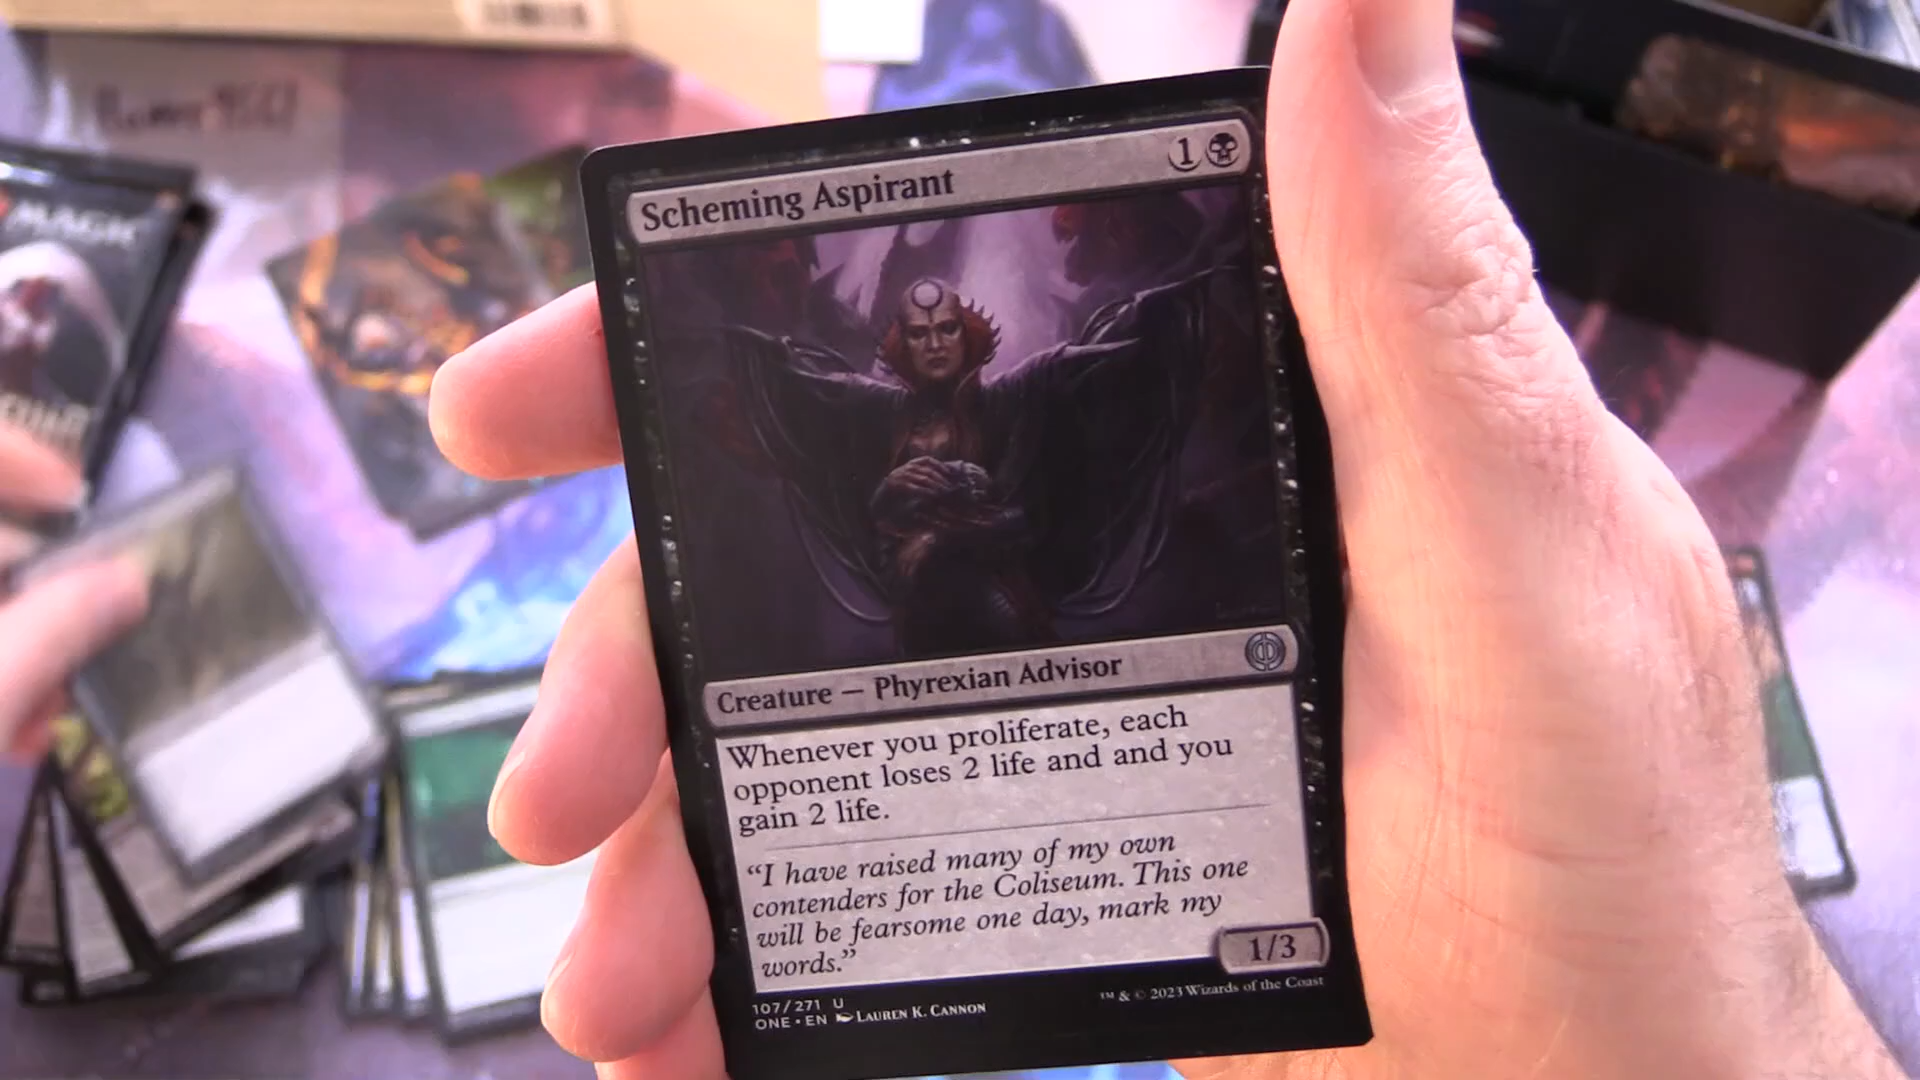 MAGIC
Scheming Aspirant
1
Creature — Phyrexian Advisor
Whenever you proliferate, each
opponent loses 2 life and and you
gain 2 life.
“I have raised many of my own
contenders for the Coliseum. This one
will be fearsome one day, mark my
words.”
1/3
107/271 U
ONE • EN LAUREN K. CANNON
™ & © 2023 Wizards of the Coast